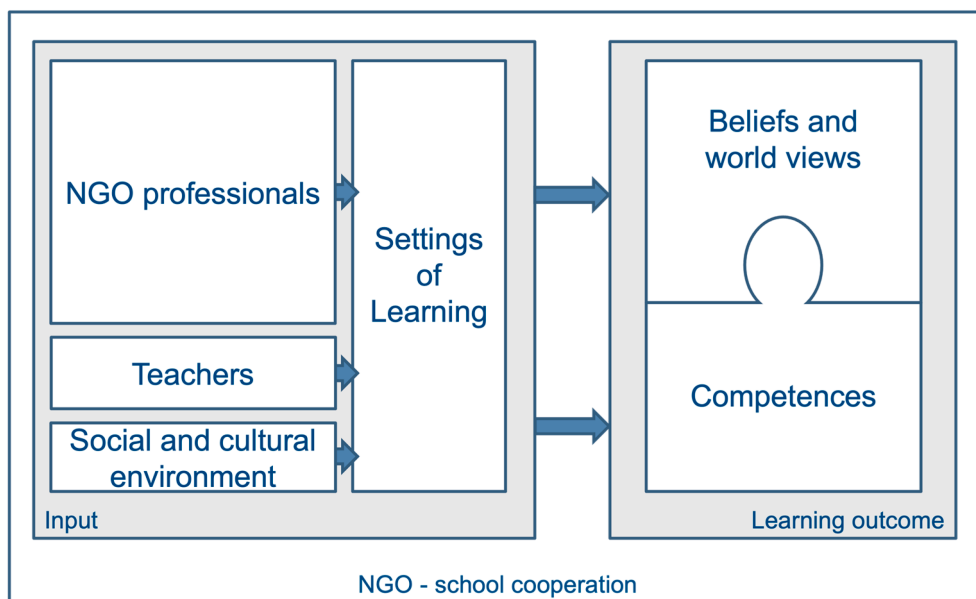 NGO professionals
Teachers
Social and cultural
environment
Settings
of
Learning
Input
Beliefs and
world views
Competences
Learning outcome
NGO - school cooperation